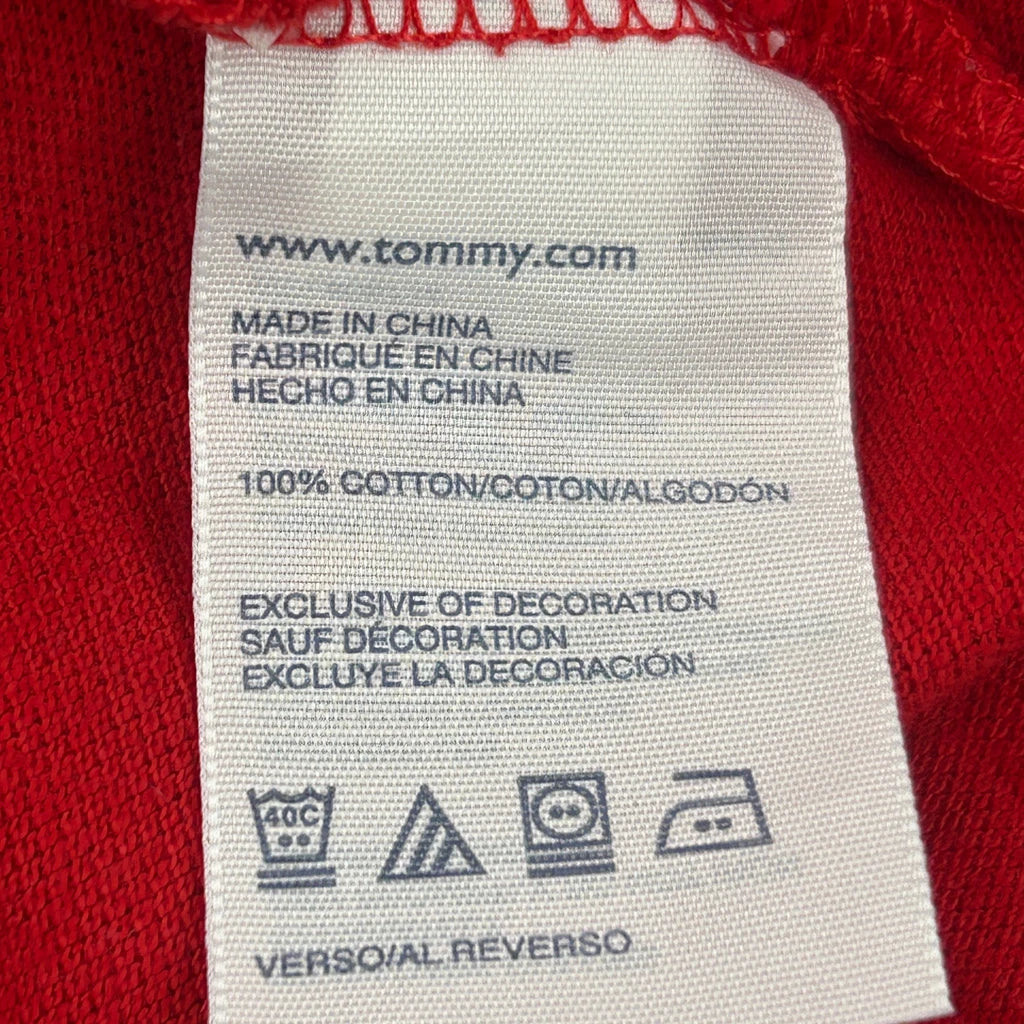 www.tommy.com
MADE IN CHINA
FABRIQUÉ EN CHINE
HECHO EN CHINA
100% COTTON/COTON/ALGODÓN
EXCLUSIVE OF DECORATION
SAUF DÉCORATION
EXCLUYE LA DECORACIÓN
40C
VERSO/AL REVERSO